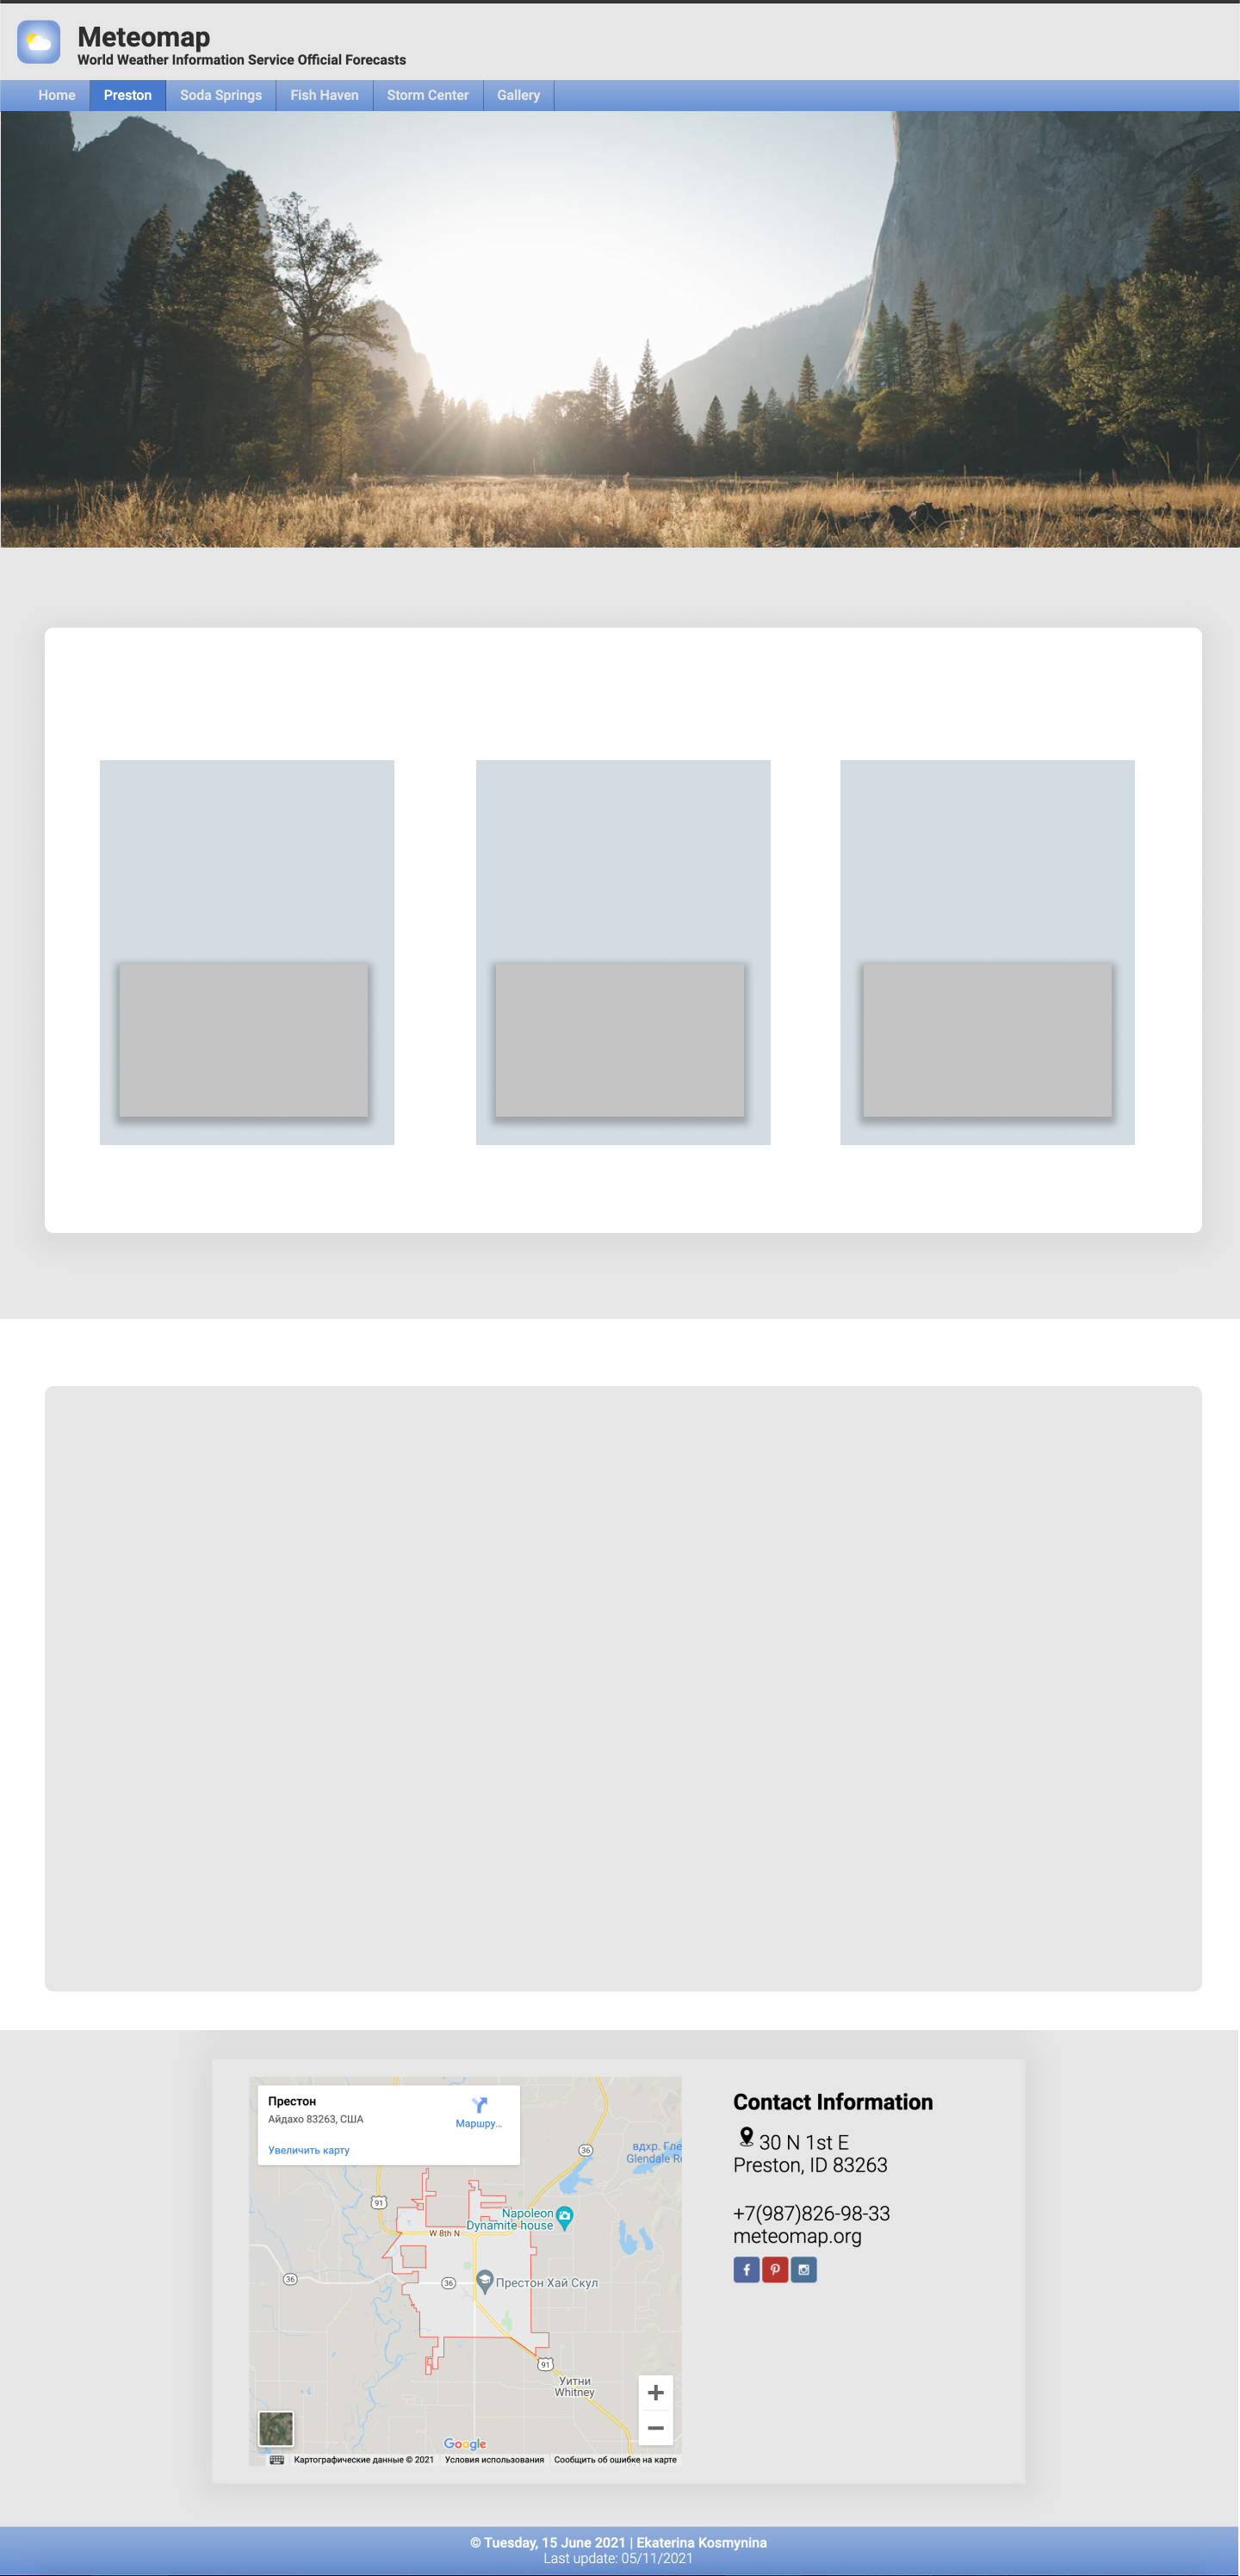 Meteomap
World Weather Information Service Official Forecasts
Home Preston Soda Springs Fish Haven Storm Center Gallery
Престон
Айдахо 83263, США
Маршру...
Увеличить карту
36
вдхр. Гле
Glendale Re
91
Napoleon
Dynamite house
W 8th N
36
36
Престон Хай Скул
91
Уитни
Whitney
Google
Картографические данные © 2021 Условия использования Сообщить об ошибке на карте
Contact Information
30 N 1st E
Preston, ID 83263
+7(987)826-98-33
meteomap.org
© Tuesday, 15 June 2021 | Ekaterina Kosmynina
Last update: 05/11/2021